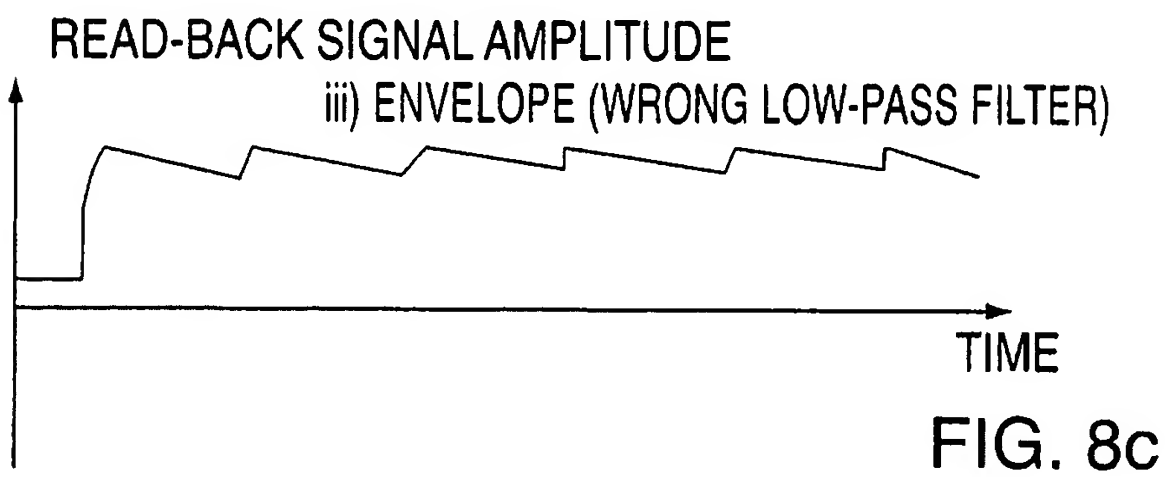 READ-BACK SIGNAL AMPLITUDE
iii) ENVELOPE (WRONG LOW-PASS FILTER)
TIME
FIG. 8c